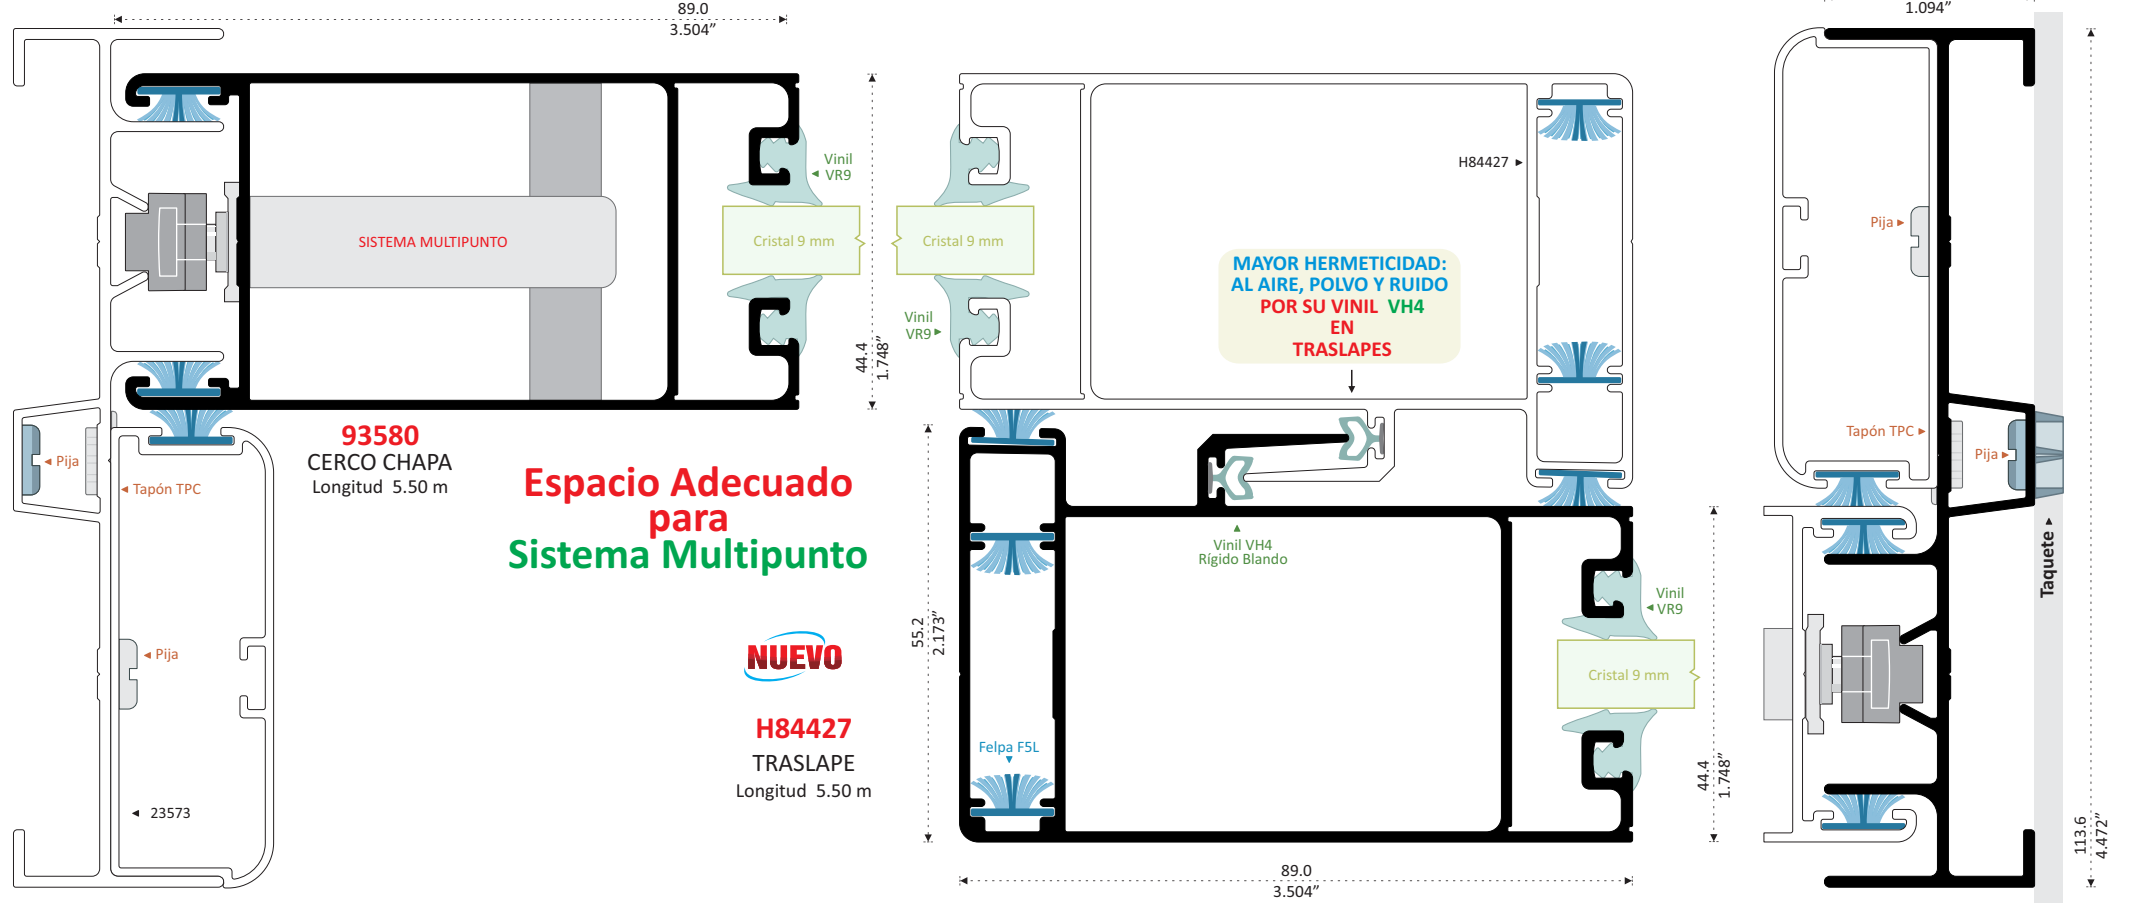 89.0
3.504”
1.094”
Vinil
VR9
SISTEMA MULTIPUNTO
Cristal 9 mm
Cristal 9 mm
44.4
1.748”
Vinil
VR9
H84427
MAYOR HERMETICIDAD:
AL AIRE, POLVO Y RUIDO
POR SU VINIL VH4
EN
TRASLAPES
Pija
Tapón TPC
Pija
Taquete
Pija
Tapón TPC
Pija
23573
93580
CERCO CHAPA
Longitud 5.50 m
Espacio Adecuado
para
Sistema Multipunto
NUEVO
H84427
TRASLAPE
Longitud 5.50 m
55.2
2.173”
Vinil VH4
Rígido Blando
Felpa F5L
Vinil
VR9
Cristal 9 mm
44.4
1.748”
89.0
3.504”
113.6
4.472”